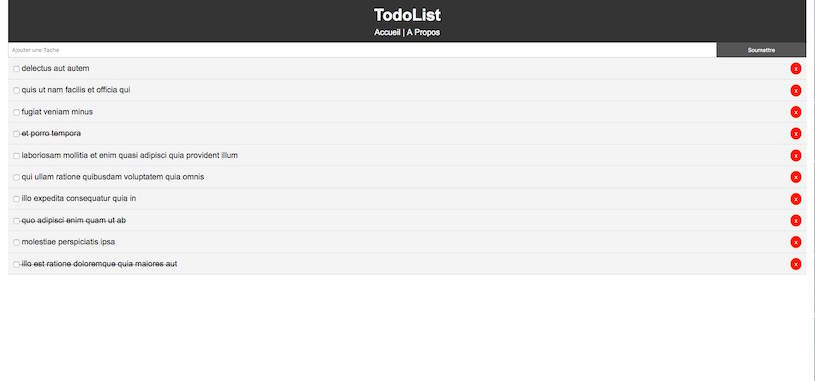 TodoList
Accueil | A Propos
Ajouter une Tache
Soumettre
delectus aut autem
x
quis ut nam facilis et officia qui
x
fugiat veniam minus
x
et porro tempora
x
laboriosam mollitia et enim quasi adipisci quia provident illum
x
qui ullam ratione quibusdam voluptatem quia omnis
x
illo expedita consequatur quia in
x
quo adipisci enim quam ut ab
x
molestiae perspiciatis ipsa
x
illo est ratione doloremque quia maiores aut
x